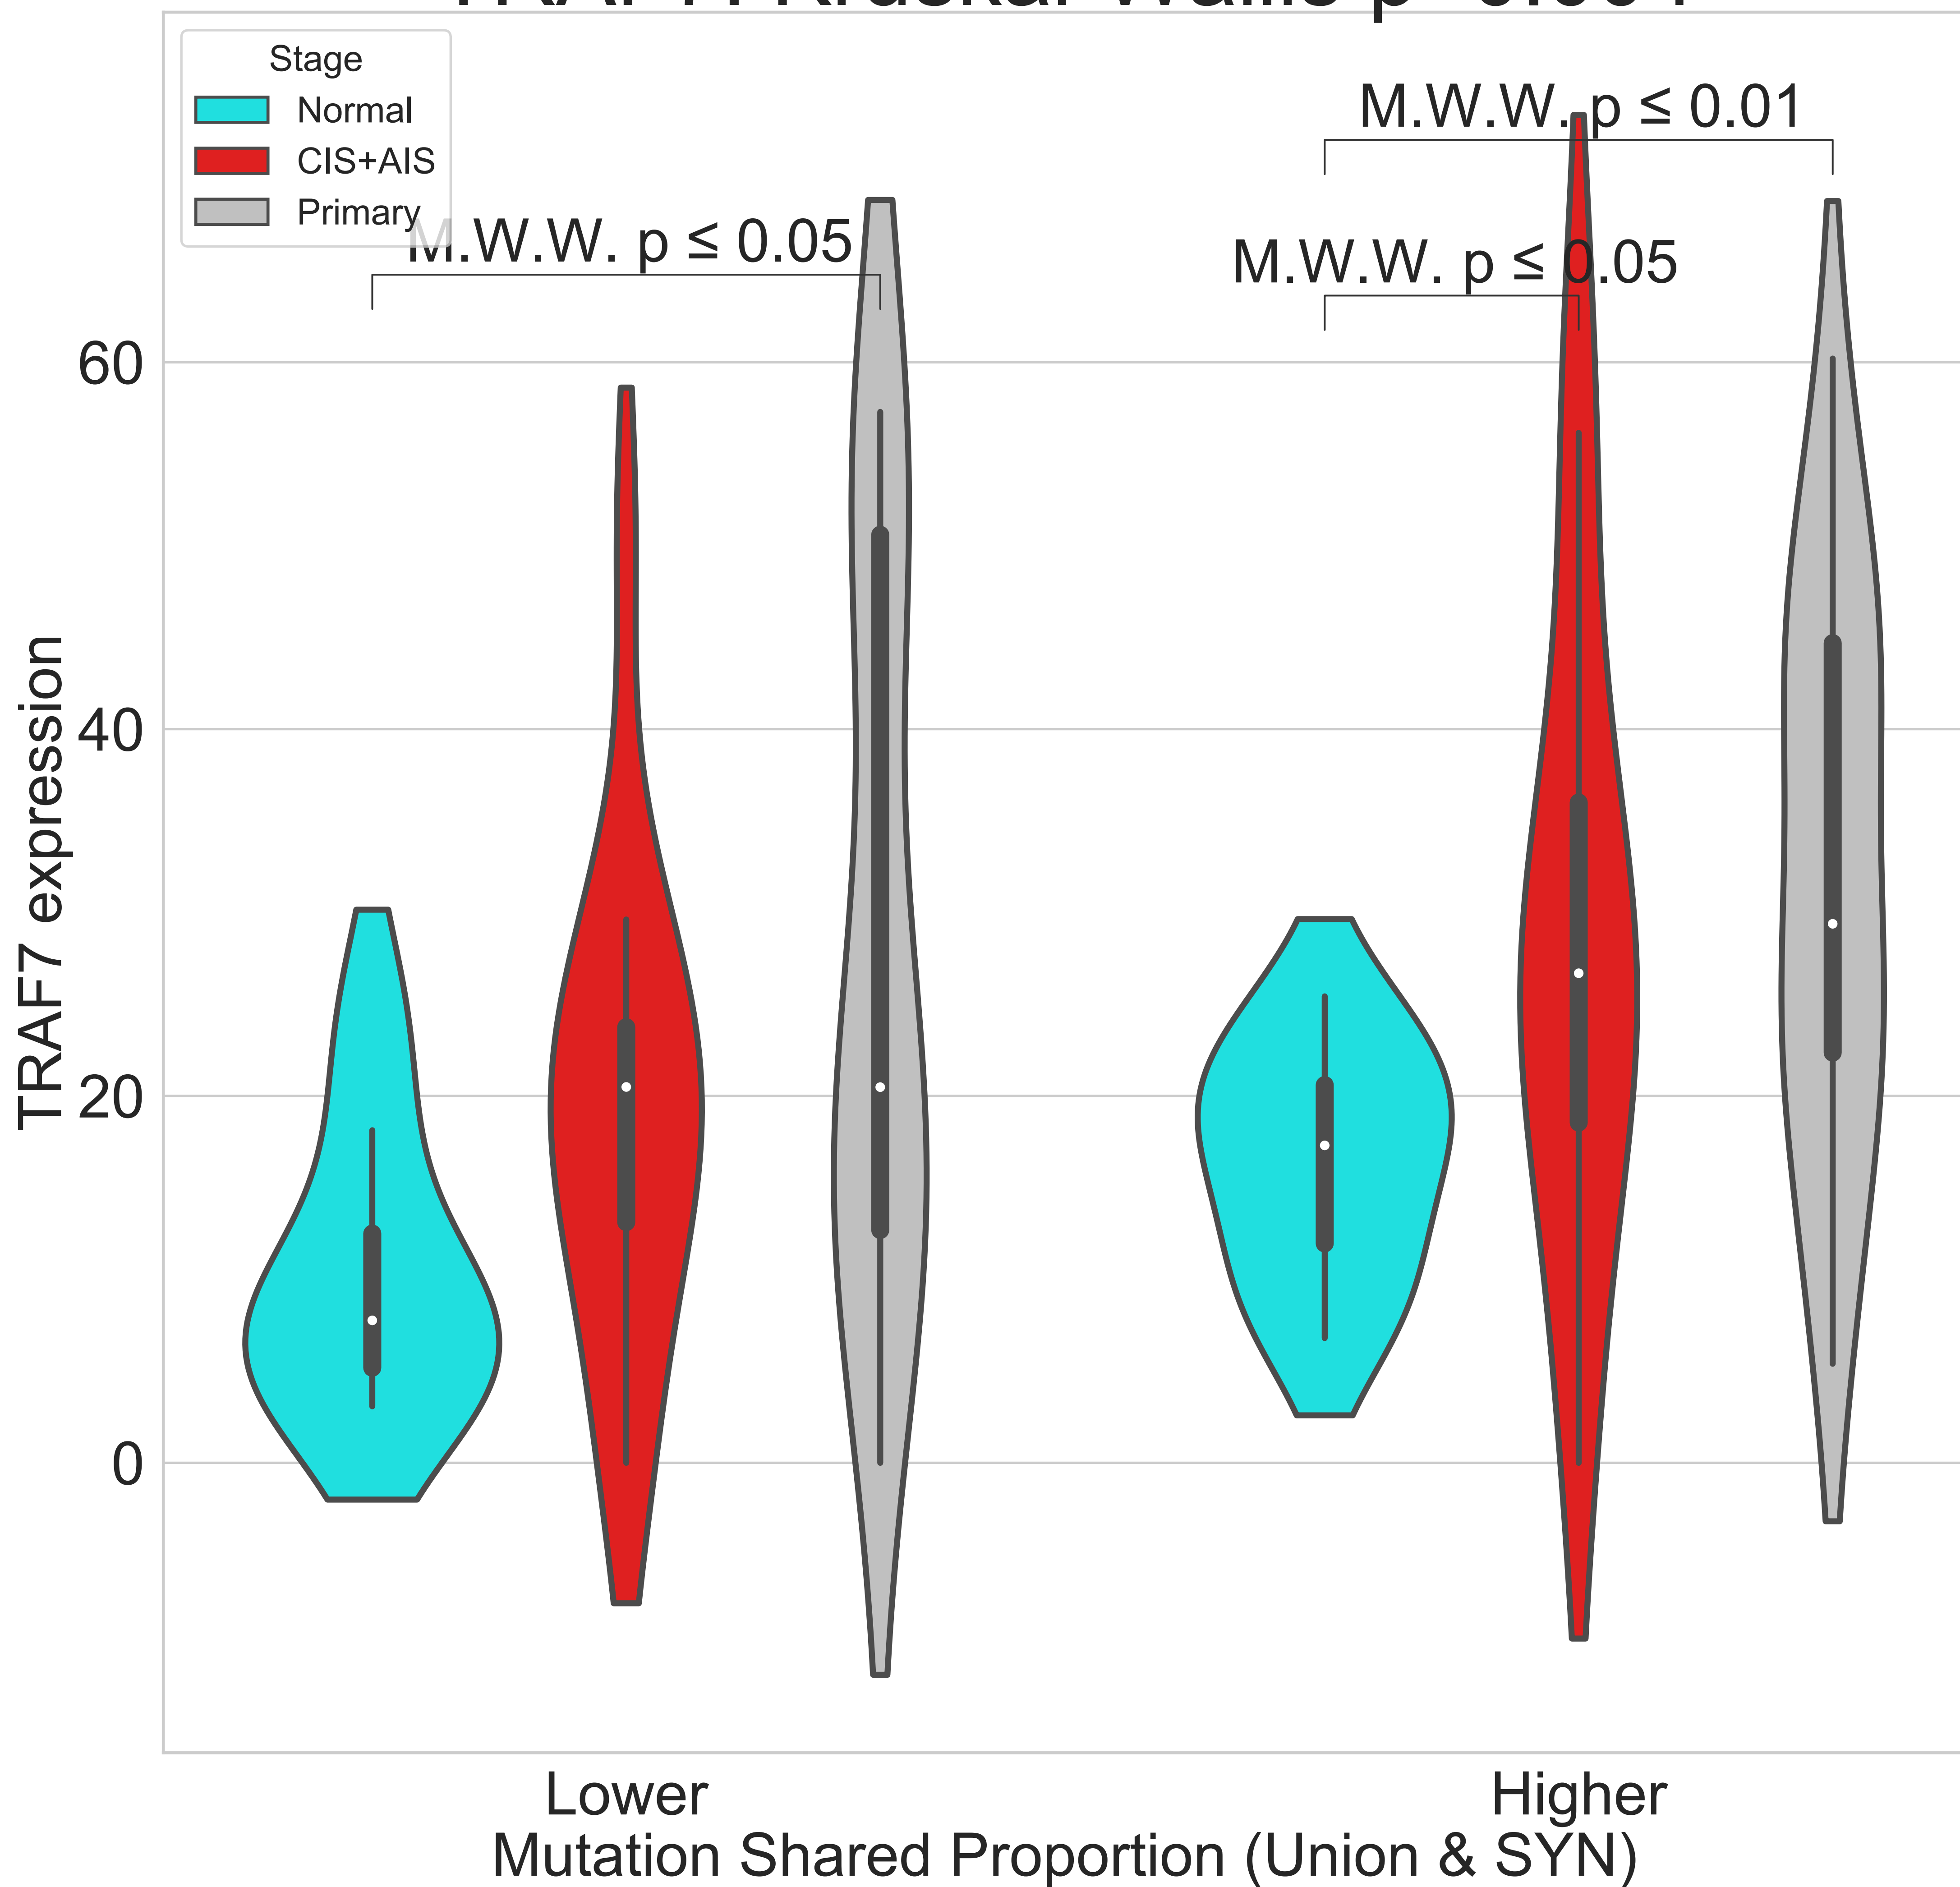 Stage
Normal
CIS+AIS
Primary
M.W.W. p ≤ 0.01
M.W.W. p ≤ 0.05
M.W.W. p ≤ 0.05
60
40
20
0
TRAF7 expression
Lower
Higher
Mutation Shared Proportion (Union & SYN)